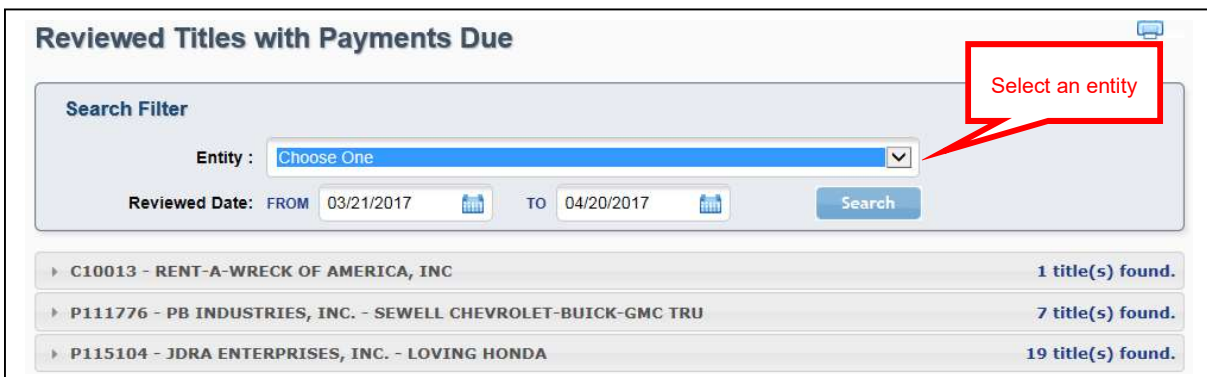 Reviewed Titles with Payments Due
Select an entity
Search Filter
Entity : Choose One
Reviewed Date: FROM 03/21/2017 TO 04/20/2017 Search
C10013 - RENT-A-WRECK OF AMERICA, INC 1 title(s) found.
P111776 - PB INDUSTRIES, INC. - SEWELL CHEVROLET-BUICK-GMC TRU 7 title(s) found.
P115104 - JDRA ENTERPRISES, INC. - LOVING HONDA 19 title(s) found.